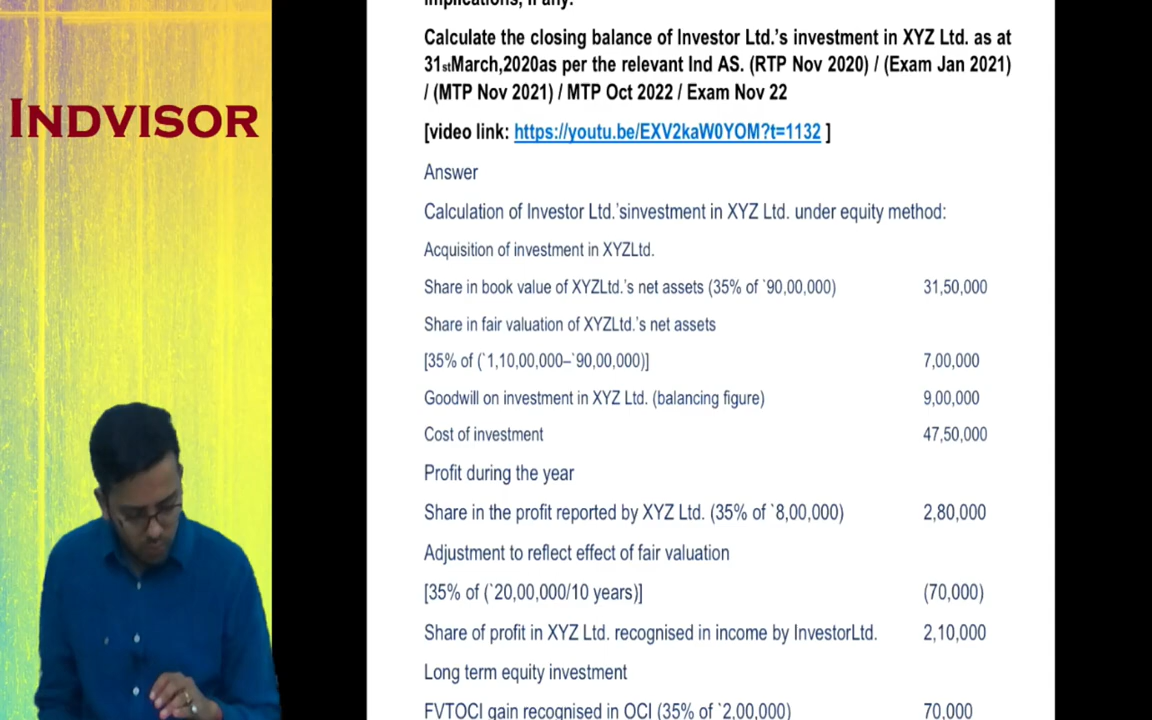 implications, if any.
Calculate the closing balance of Investor Ltd.'s investment in XYZ Ltd. as at
31stMarch,2020as per the relevant Ind AS. (RTP Nov 2020) / (Exam Jan 2021)
/ (MTP Nov 2021) / MTP Oct 2022 / Exam Nov 22
INDVISOR
[video link: https://youtu.be/EXV2kaW0YOM?t=1132 ]
Answer
Calculation of Investor Ltd.'sinvestment in XYZ Ltd. under equity method:
Acquisition of investment in XYZLtd.
Share in book value of XYZLtd.'s net assets (35% of `90,00,000) 31,50,000
Share in fair valuation of XYZLtd.'s net assets
[35% of (`1,10,00,000–`90,00,000)] 7,00,000
Goodwill on investment in XYZ Ltd. (balancing figure) 9,00,000
Cost of investment 47,50,000
Profit during the year
Share in the profit reported by XYZ Ltd. (35% of `8,00,000) 2,80,000
Adjustment to reflect effect of fair valuation
[35% of (`20,00,000/10 years)] (70,000)
Share of profit in XYZ Ltd. recognised in income by InvestorLtd. 2,10,000
Long term equity investment
FVTOCI gain recognised in OCI (35% of `2,00,000) 70,000